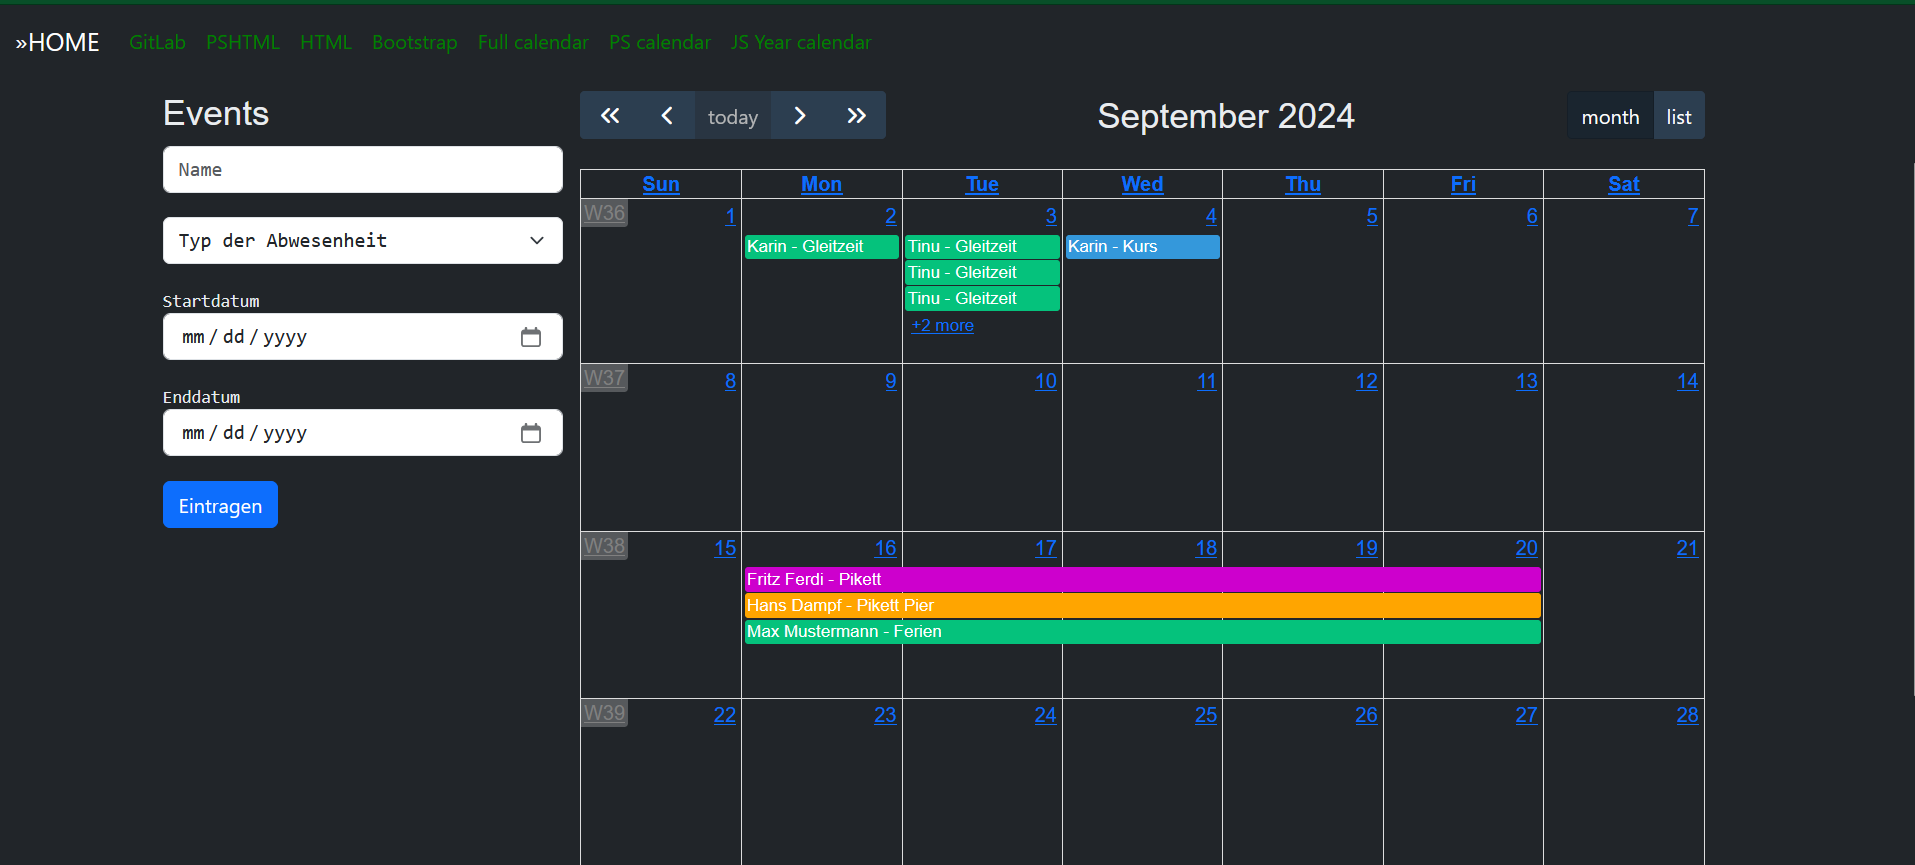 »HOME GitLab PSHTML HTML Bootstrap Full calendar PS calendar JS Year calendar
Events
Name
Typ der Abwesenheit
Startdatum
mm/dd/yyyy
Enddatum
mm/dd/yyyy
Eintragen
today September 2024 month list
Sun Mon Tue Wed Thu Fri Sat
W36 1 2 3 4 5 6 7
Karin - Gleitzeit Tinu - Gleitzeit Karin - Kurs
Tinu - Gleitzeit
Tinu - Gleitzeit
+2 more
W37 8 9 10 11 12 13 14
W38 15 16 17 18 19 20 21
Fritz Ferdi - Pikett
Hans Dampf - Pikett Pier
Max Mustermann - Ferien
W39 22 23 24 25 26 27 28